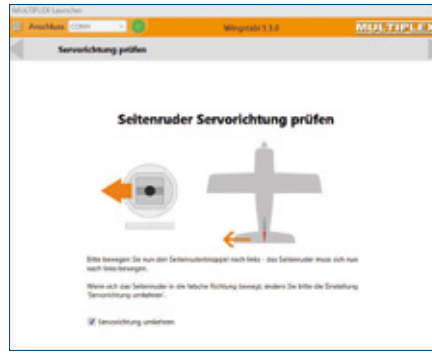 MULTIPLEX Launcher
Anschluss COM4 Wingstabi 1.1.0 MULTIPLEX
Servorichtung prüfen
Seitenruder Servorichtung prüfen
Bitte bewegen Sie nun den Seitenruderknüppel nach links - das Seitenruder muss sich nun
nach links bewegen.
Wenn sich das Seitenruder in die falsche Richtung bewegt, ändern Sie bitte die Einstellung
'Servorichtung umkehren'.
Servorichtung umkehren